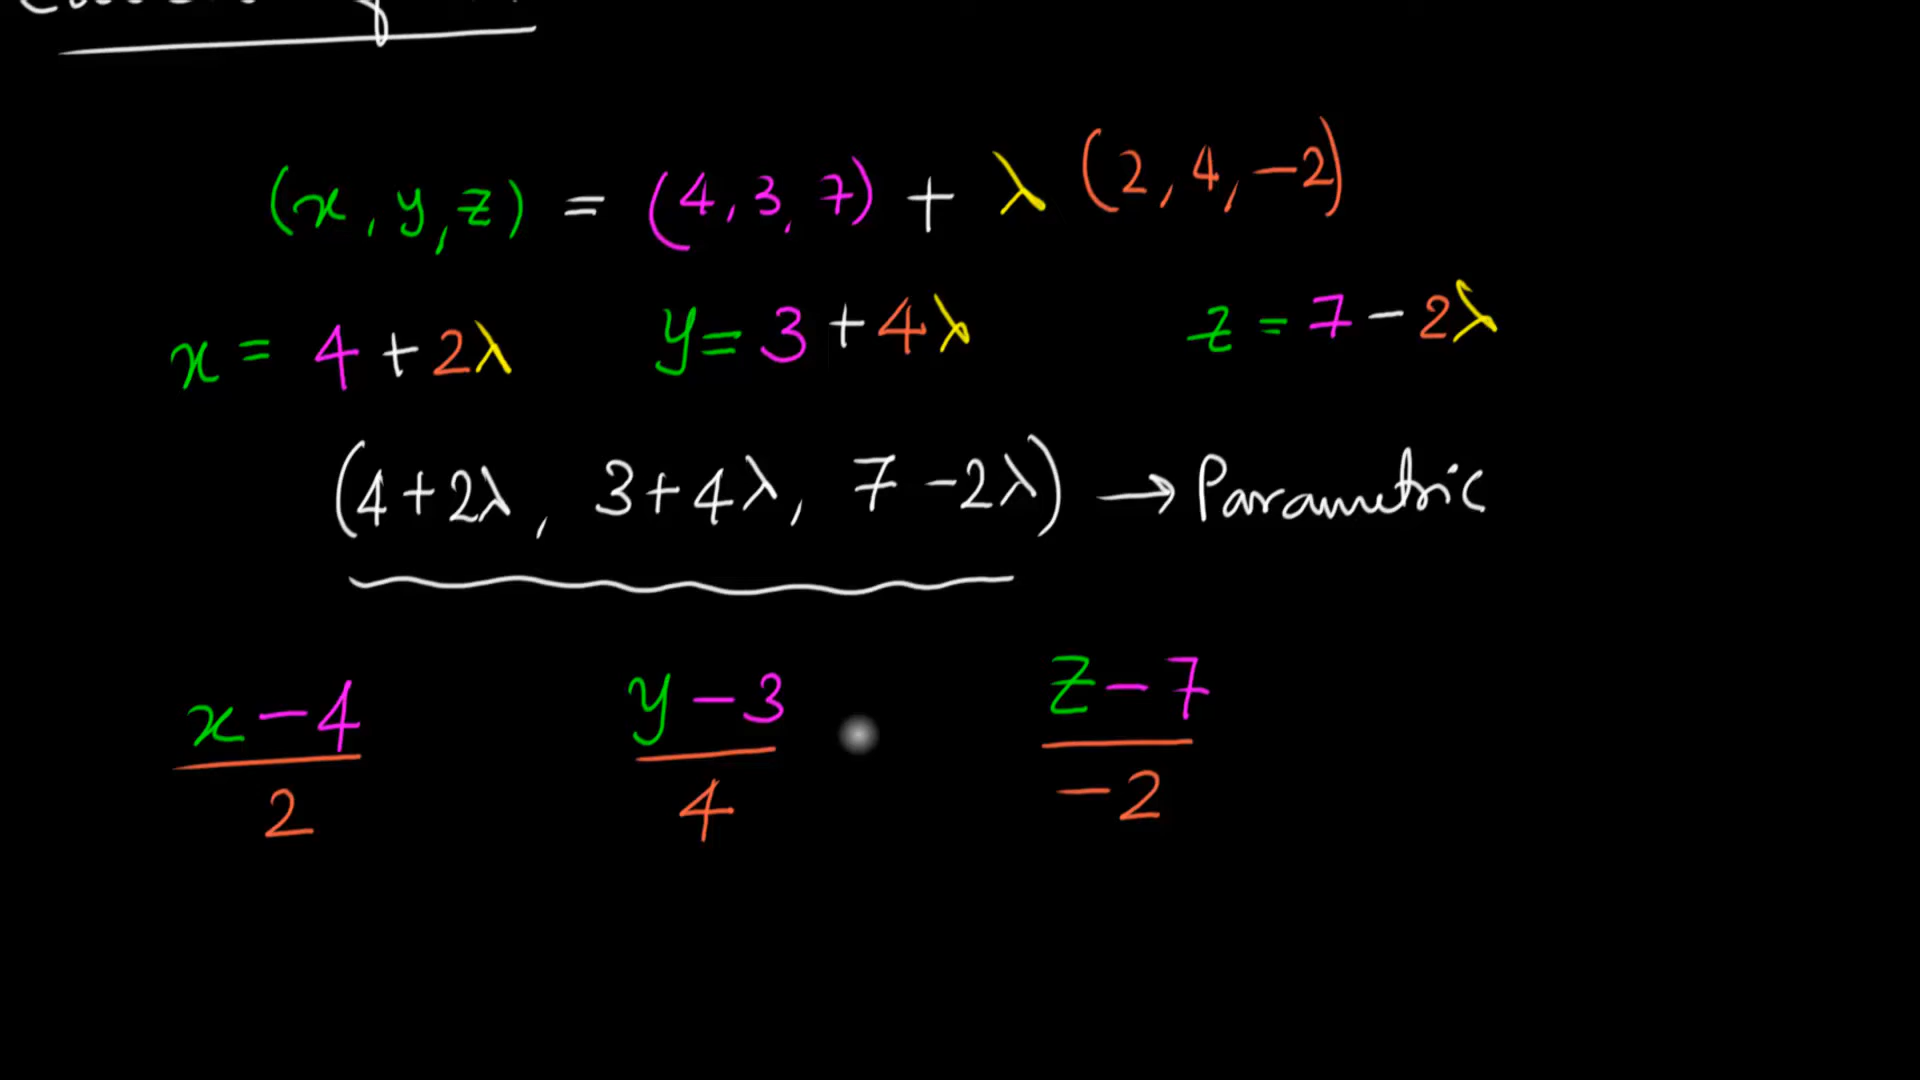 (x, y, z) = (4, 3, 7) + λ (2, 4, -2)
x = 4 + 2λ y = 3 + 4λ z = 7 - 2λ
(4+2λ, 3+4λ, 7-2λ) → Parametric
x-4 y-3 z-7
2 4 -2